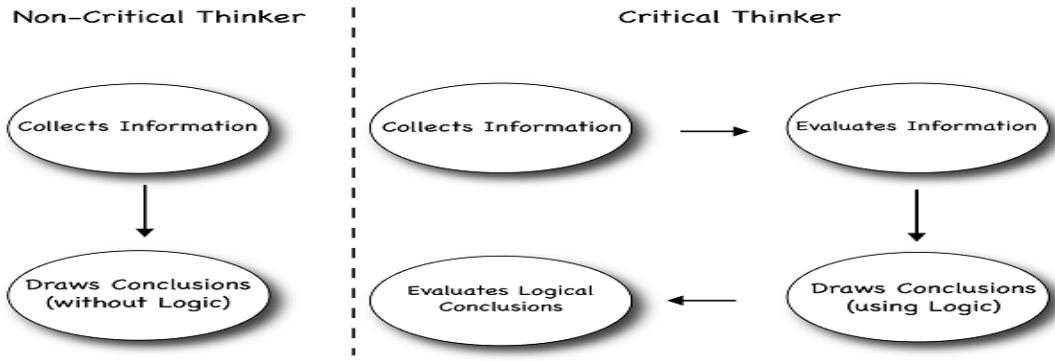 Non-Critical Thinker
Critical Thinker
Collects Information
Draws Conclusions
(without Logic)
Collects Information
Evaluates Information
Draws Conclusions
(using Logic)
Evaluates Logical
Conclusions